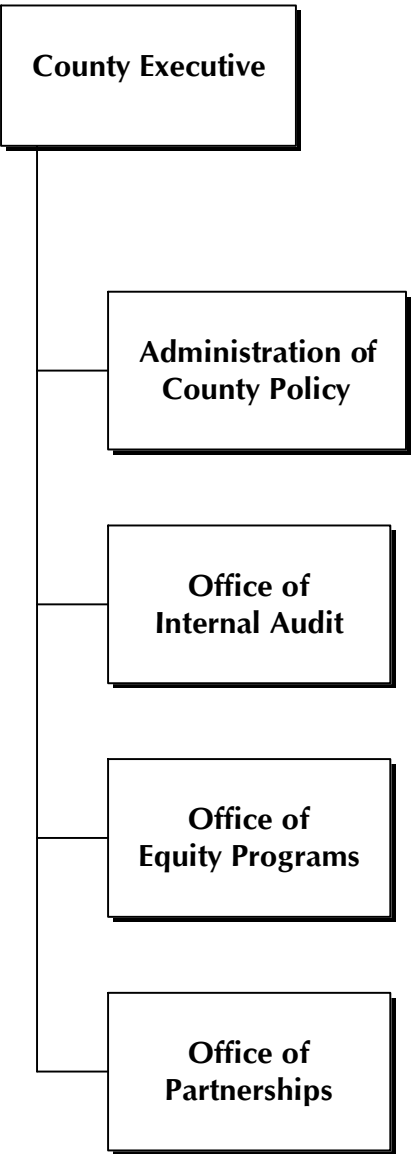 County Executive
Administration of
County Policy
Office of
Internal Audit
Office of
Equity Programs
Office of
Partnerships